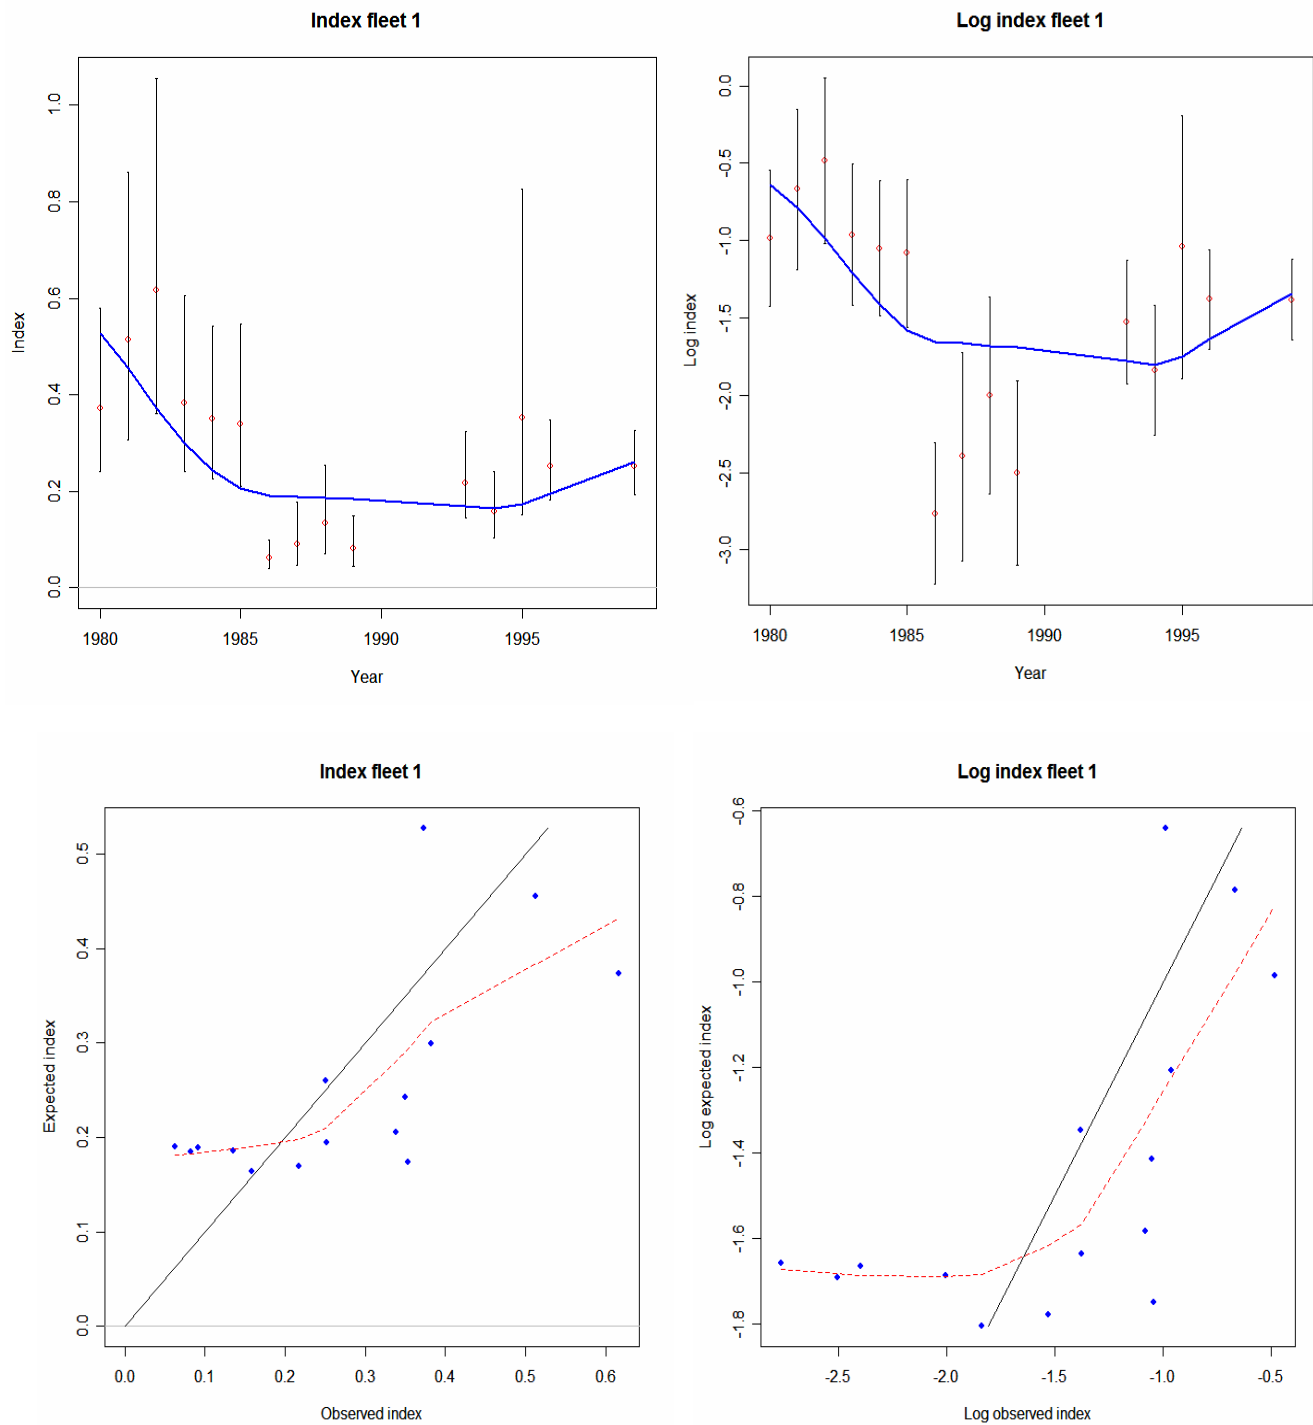 Index fleet 1
Index
0.0 0.2 0.4 0.6 0.8 1.0
1980 1985 1990 1995
Year
Log index fleet 1
Log index
-3.0 -2.5 -2.0 -1.5 -1.0 -0.5 0.0
1980 1985 1990 1995
Year
Index fleet 1
Expected index
0.0 0.1 0.2 0.3 0.4 0.5
0.0 0.1 0.2 0.3 0.4 0.5 0.6
Observed index
Log index fleet 1
Log expected index
-1.8 -1.6 -1.4 -1.2 -1.0 -0.8 -0.6
-2.5 -2.0 -1.5 -1.0 -0.5
Log observed index